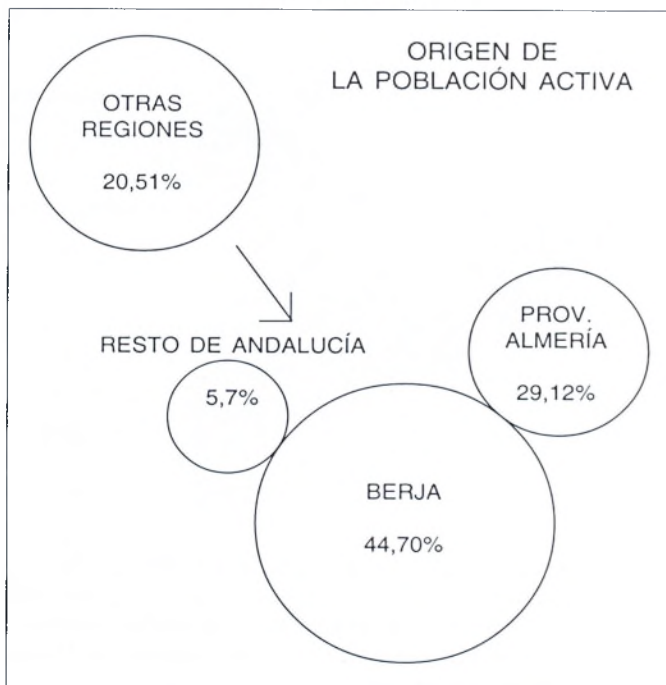 ORIGEN DE
LA POBLACIÓN ACTIVA
OTRAS
REGIONES
20,51%
RESTO DE ANDALUCÍA
5,7%
PROV.
ALMERÍA
29,12%
BERJA
44,70%